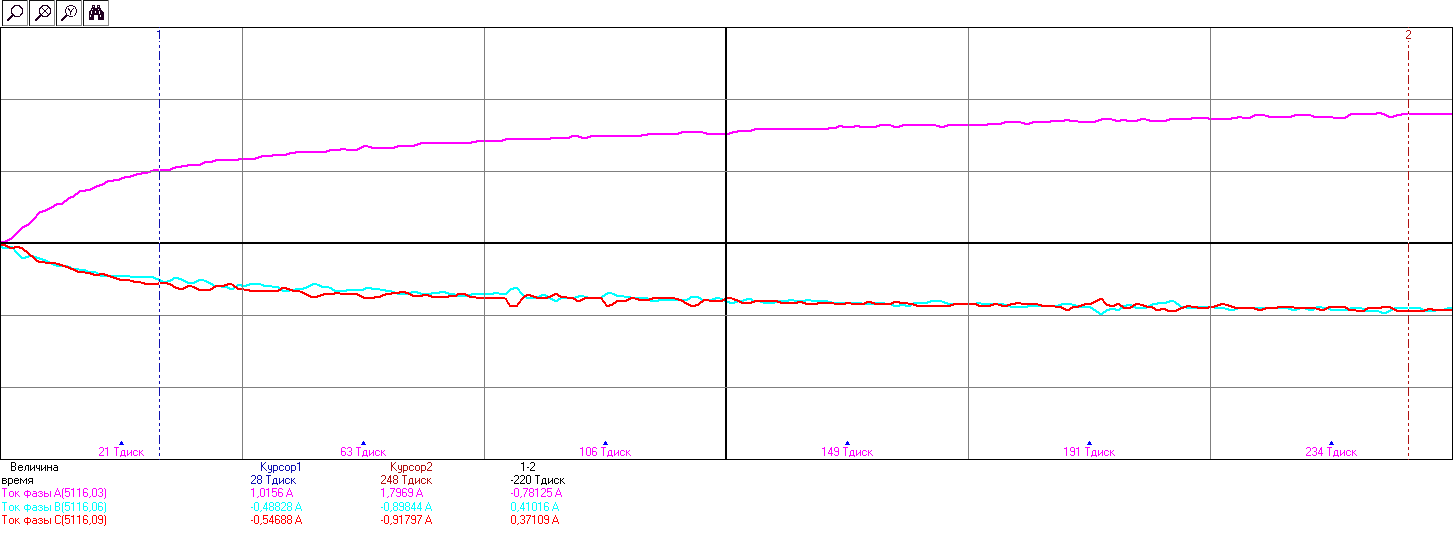 1 2
21 Тдиск 63 Тдиск 106 Тдиск 149 Тдиск 191 Тдиск 234 Тдиск
Величина Курсор1 Курсор2 1-2
время 28 Тдиск 248 Тдиск -220 Тдиск
Ток фазы А(5116,03) 1,0156 А 1,7969 А -0,78125 А
Ток фазы В(5116,06) -0,48828 А -0,89844 А 0,41016 А
Ток фазы С(5116,09) -0,54688 А -0,91797 А 0,37109 А